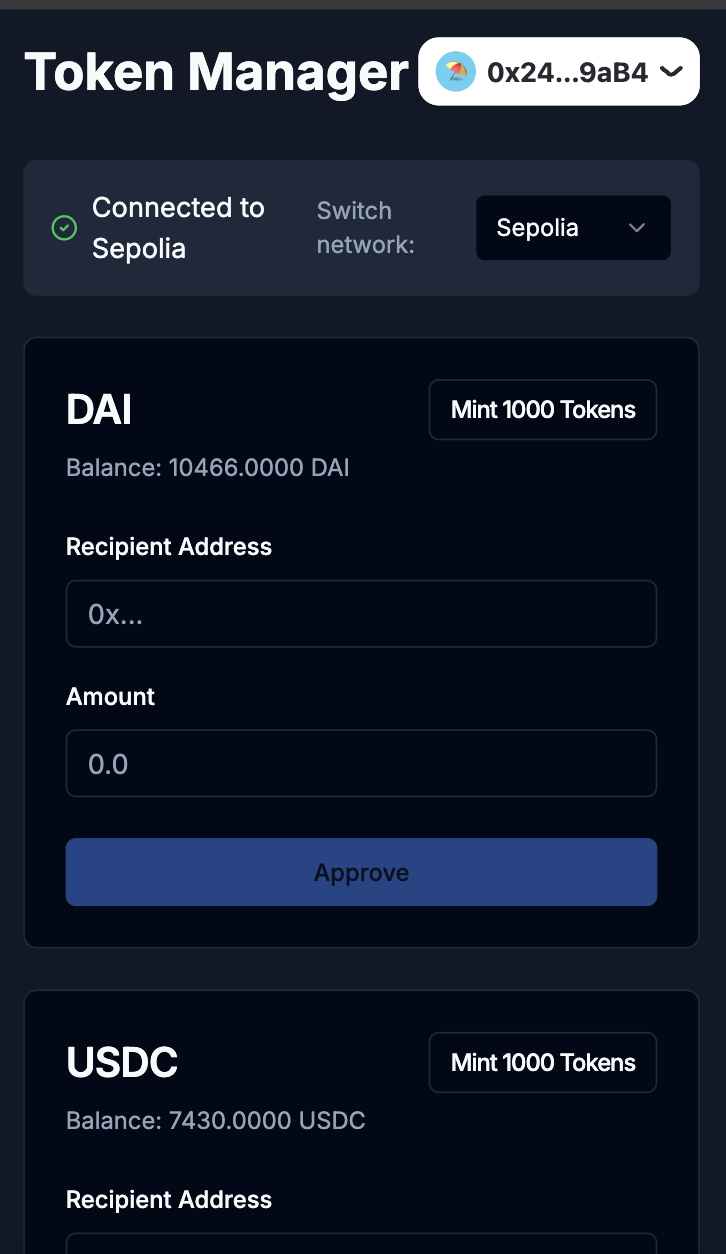 Token Manager 0x24...9aB4
Connected to
Sepolia
Switch
network:
Sepolia
DAI
Mint 1000 Tokens
Balance: 10466.0000 DAI
Recipient Address
0x...
Amount
0.0
Approve
USDC
Mint 1000 Tokens
Balance: 7430.0000 USDC
Recipient Address